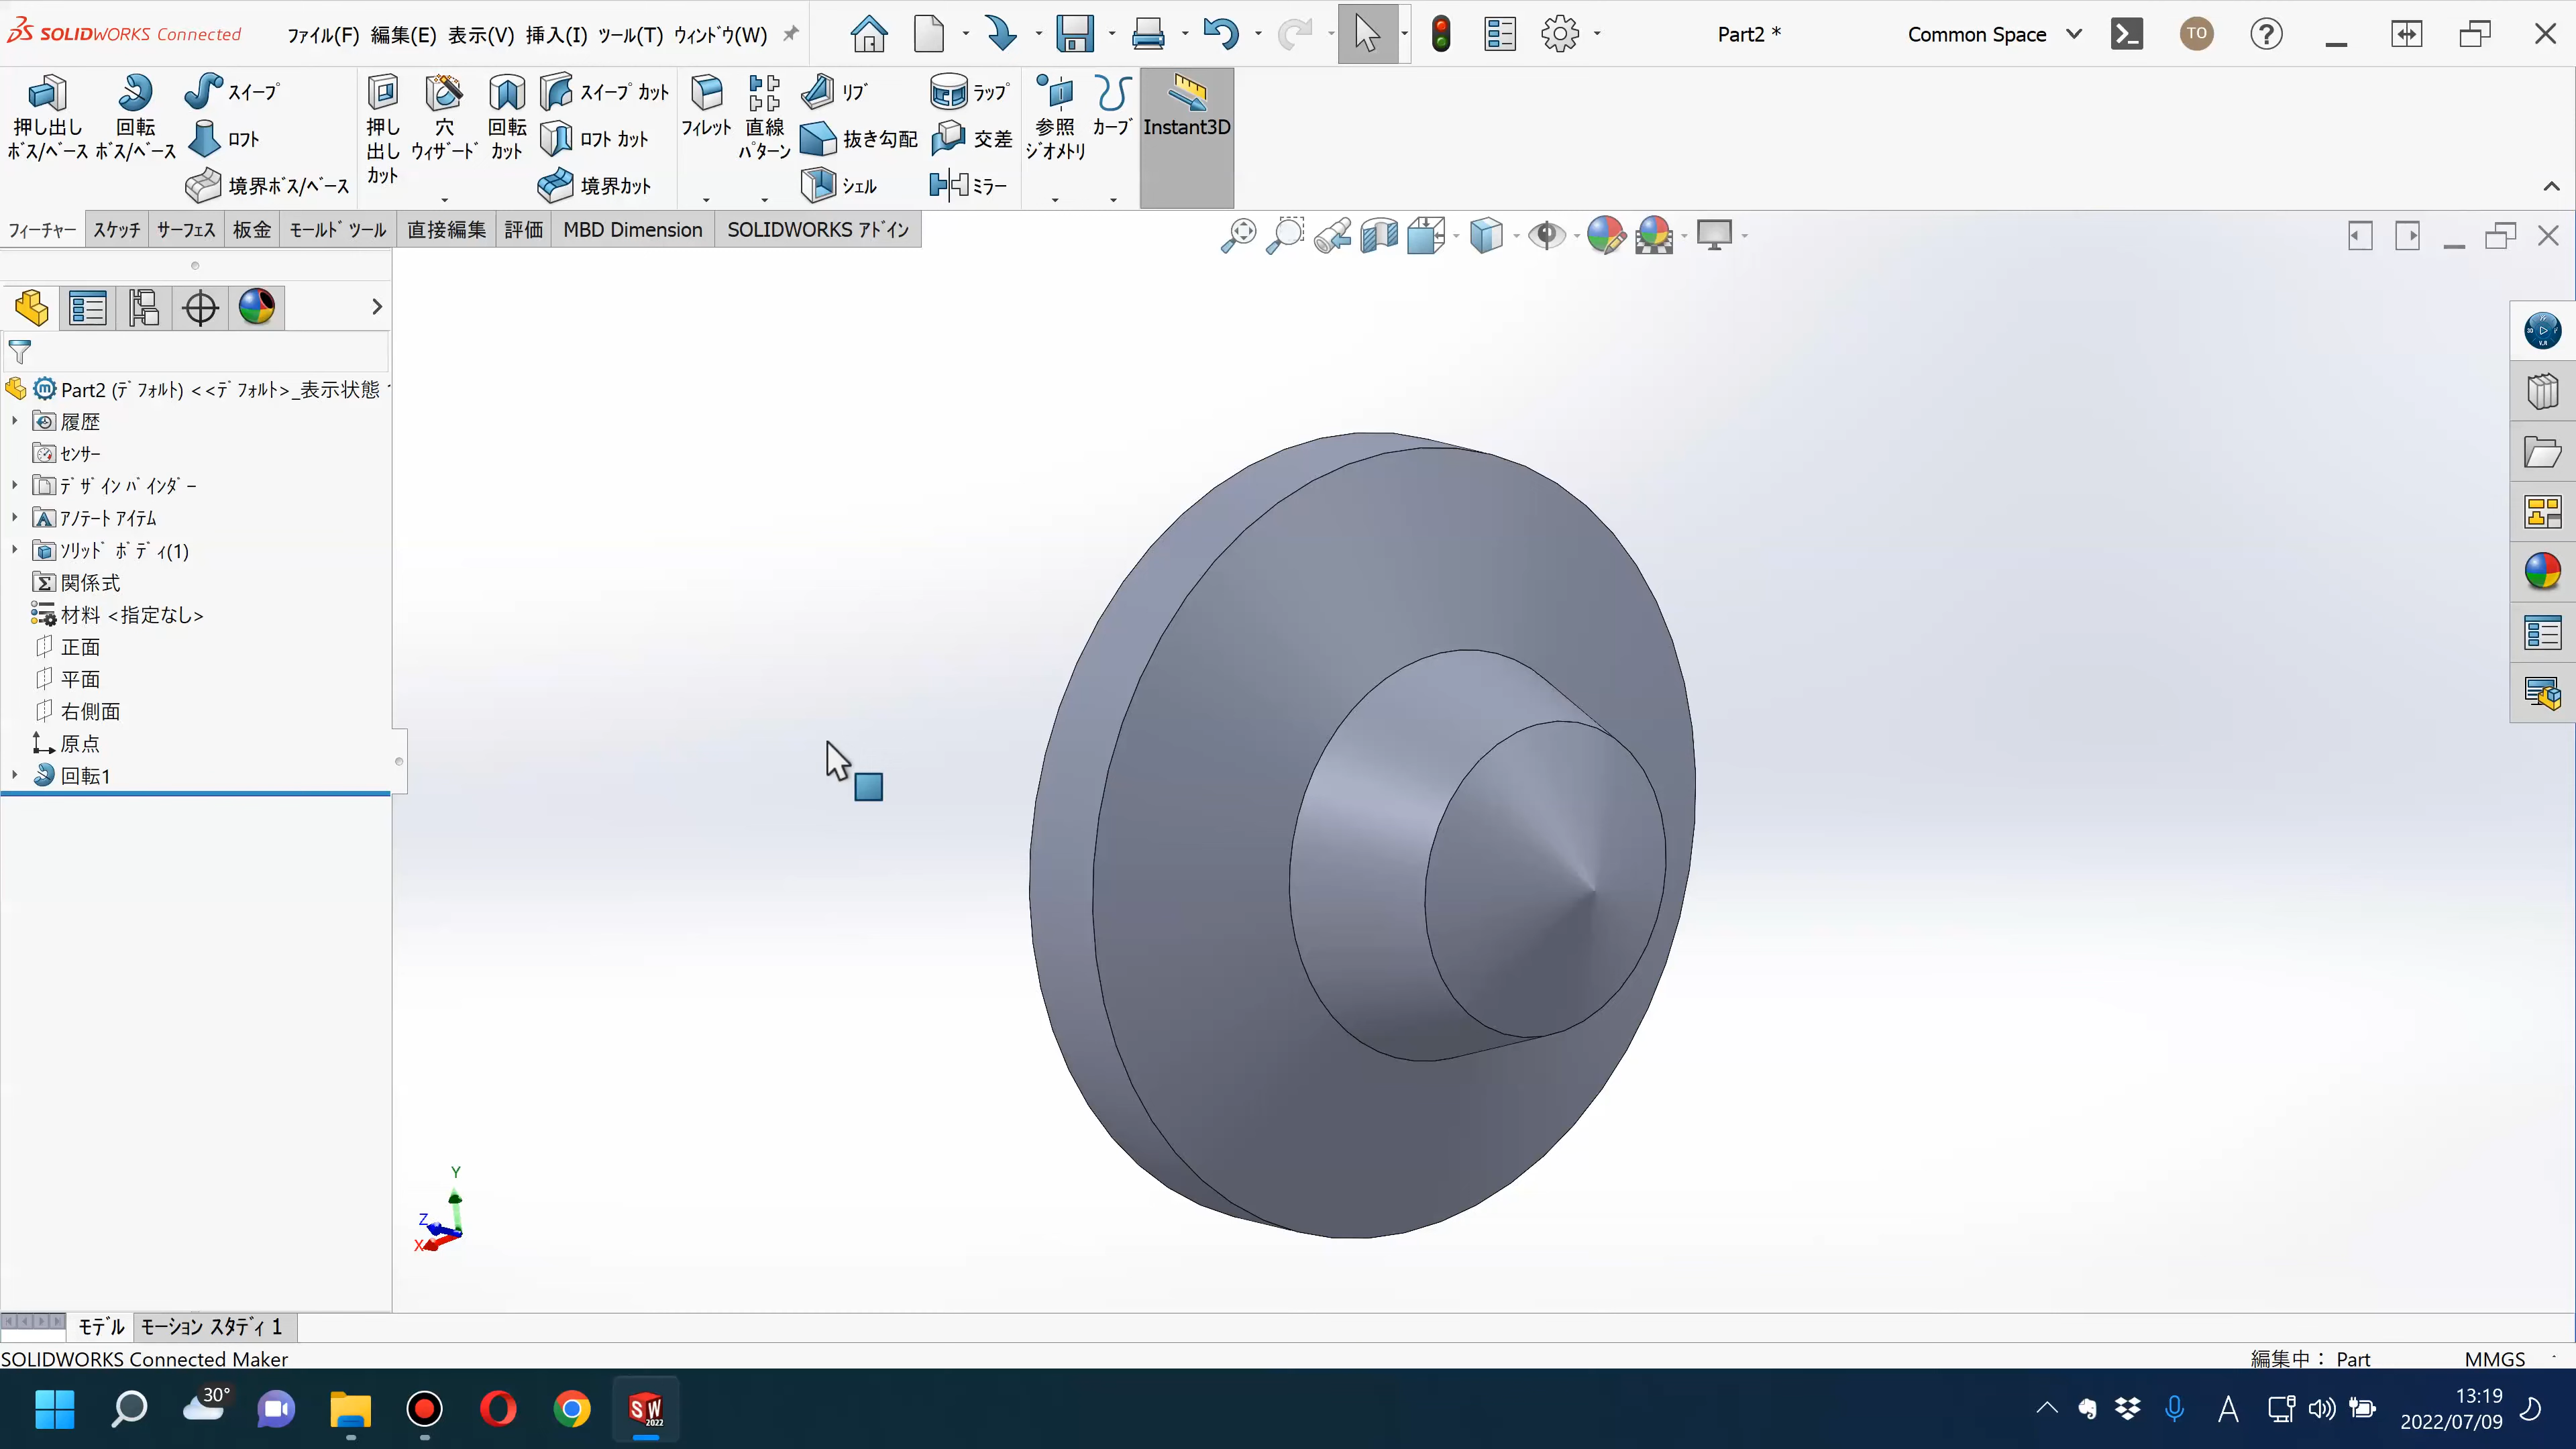 SOLIDWORKS Connected
ファイル(F) 編集(E) 表示(V) 挿入(I) ツール(T) ウィンドウ(W)
Part2 *
Common Space
TO
押し出し
ボス/ベース
回転
ボス/ベース
スイープ
ロフト
境界ボス/ベース
押し
出し
カット
穴
ウィザード
回転
カット
スイープ カット
ロフト カット
境界カット
フィレット
直線
パターン
リブ
抜き勾配
シェル
ラップ
交差
ミラー
参照
ジオメトリ
カーブ
Instant3D
フィーチャー
スケッチ
サーフェス
板金
モールド ツール
直接編集
評価
MBD Dimension
SOLIDWORKS アドイン
Part2 (デフォルト) <<デフォルト>_表示状態
履歴
センサー
デザイン バインダー
アノテート アイテム
ソリッド ボディ(1)
関係式
材料 <指定なし>
正面
平面
右側面
原点
回転1
Y
Z
X
モデル
モーション スタディ 1
SOLIDWORKS Connected Maker
編集中： Part
MMGS
30°
SW
2022
A
13:19
2022/07/09